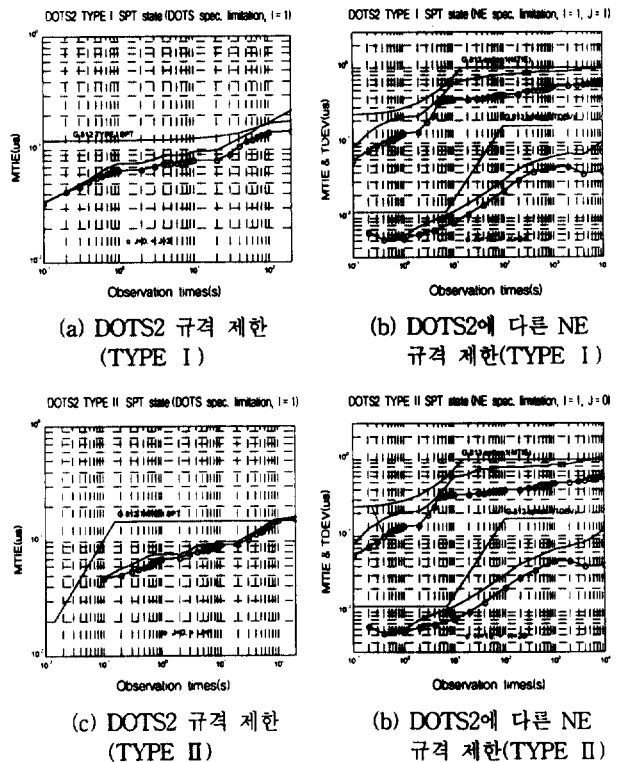 DOTS2 TYPE I SPT state (DOTS spec. limitation, I = 1)
MTIE(us)
G.812 TYPE I SPT
Observation times(s)
(a) DOTS2 규격 제한
(TYPE I)
DOTS2 TYPE I SPT state (NE spec. limitation, I = 1, J = 1)
MTIE & TDEV(us)
Observation times(s)
(b) DOTS2에 다른 NE
규격 제한(TYPE I)
DOTS2 TYPE II SPT state (DOTS spec. limitation, I = 1)
MTIE(us)
Observation times(s)
(c) DOTS2 규격 제한
(TYPE II)
DOTS2 TYPE II SPT state (NE spec. limitation, I = 1, J = 0)
MTIE & TDEV(us)
Observation times(s)
(b) DOTS2에 다른 NE
규격 제한(TYPE II)